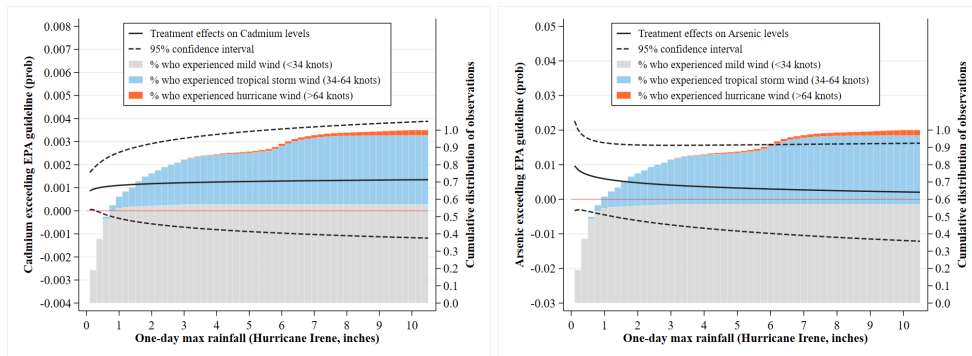 Treatment effects on Cadmium levels
95% confidence interval
% who experienced mild wind (<34 knots)
% who experienced tropical storm wind (34-64 knots)
% who experienced hurricane wind (>64 knots)
Cadmium exceeding EPA guideline (prob)
0.008
0.007
0.006
0.005
0.004
0.003
0.002
0.001
0.000
-0.001
-0.002
-0.003
-0.004
1.0
0.9
0.8
0.7
0.6
0.5
0.4
0.3
0.2
0.1
0.0
Cumulative distribution of observations
0 1 2 3 4 5 6 7 8 9 10
One-day max rainfall (Hurricane Irene, inches)
Treatment effects on Arsenic levels
95% confidence interval
% who experienced mild wind (<34 knots)
% who experienced tropical storm wind (34-64 knots)
% who experienced hurricane wind (>64 knots)
Arsenic exceeding EPA guideline (prob)
0.05
0.04
0.03
0.02
0.01
0.00
-0.01
-0.02
-0.03
1.0
0.9
0.8
0.7
0.6
0.5
0.4
0.3
0.2
0.1
0.0
Cumulative distribution of observations
0 1 2 3 4 5 6 7 8 9 10
One-day max rainfall (Hurricane Irene, inches)